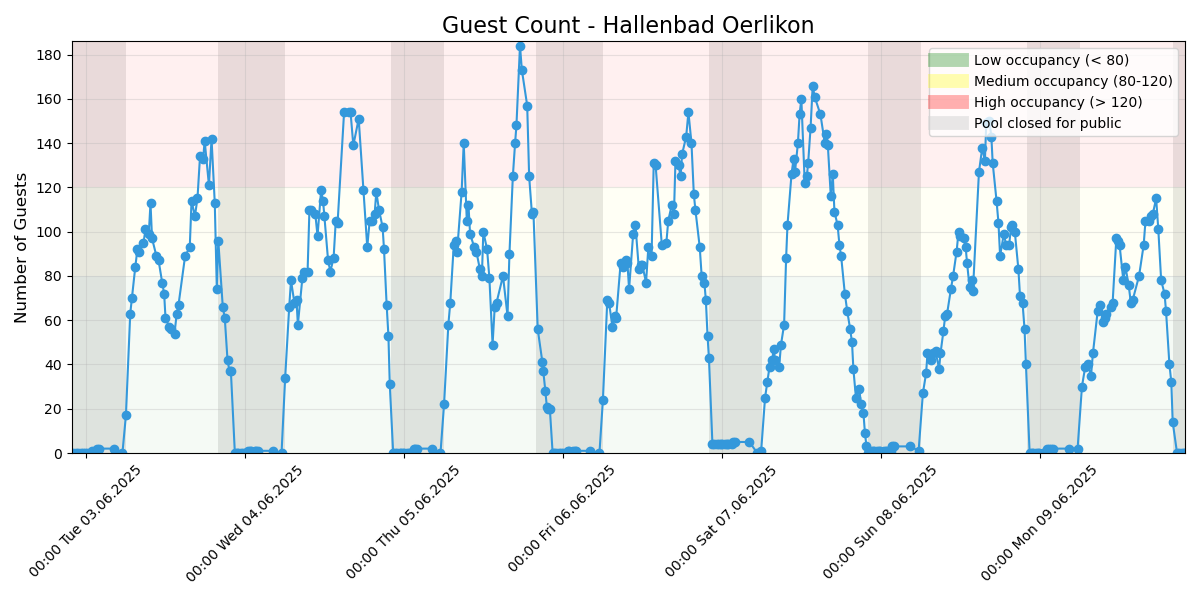 Guest Count - Hallenbad Oerlikon
Number of Guests
180
160
140
120
100
80
60
40
20
0
Low occupancy (< 80)
Medium occupancy (80-120)
High occupancy (> 120)
Pool closed for public
00:00 Tue 03.06.2025
00:00 Wed 04.06.2025
00:00 Thu 05.06.2025
00:00 Fri 06.06.2025
00:00 Sat 07.06.2025
00:00 Sun 08.06.2025
00:00 Mon 09.06.2025